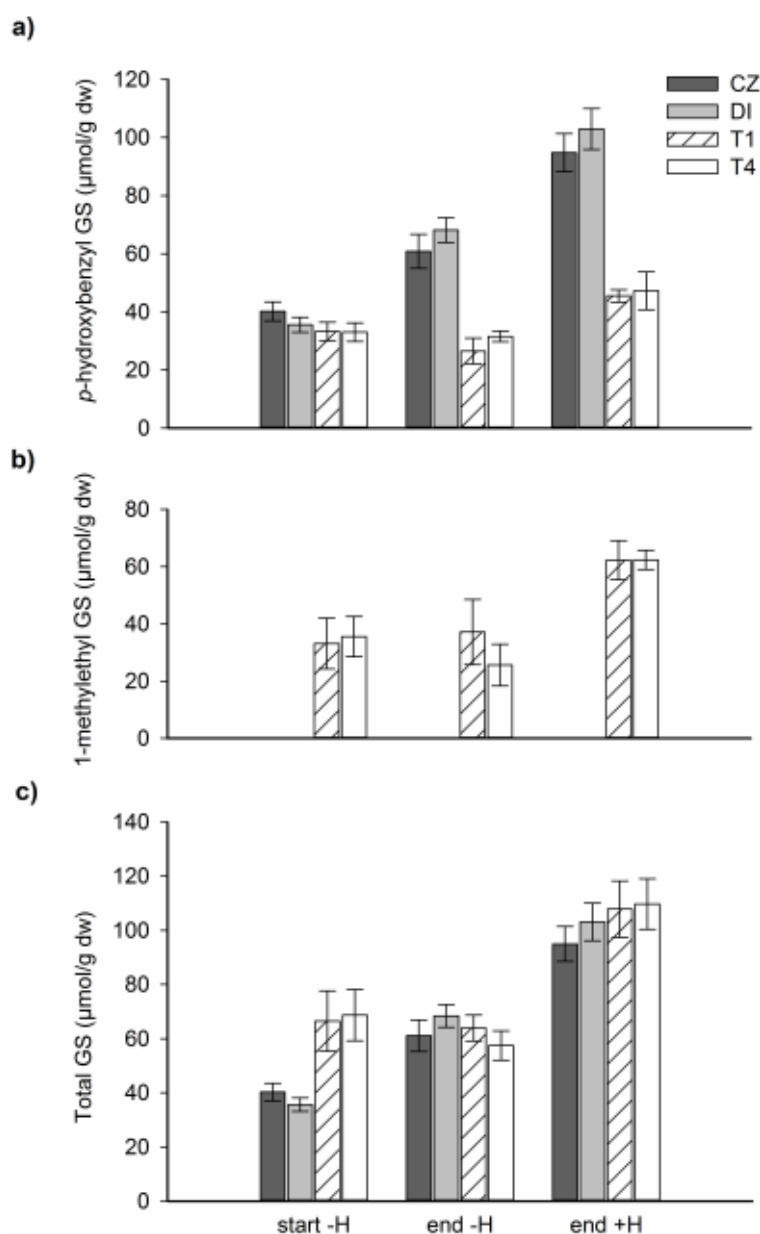 a)
p-hydroxybenzyl GS (μmol/g dw)
120
100
80
60
40
20
0
CZ
DI
T1
T4
b)
1-methylethyl GS (μmol/g dw)
80
60
40
20
0
c)
Total GS (μmol/g dw)
140
120
100
80
60
40
20
0
start -H end -H end +H